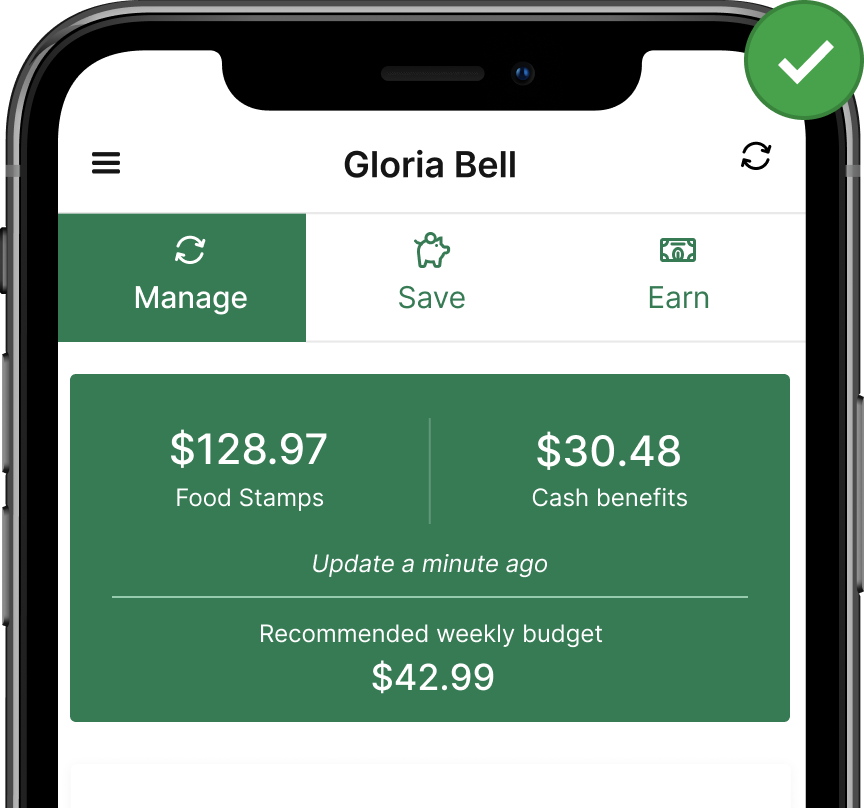 Gloria Bell
Manage
Save
Earn
$128.97
$30.48
Food Stamps
Cash benefits
Update a minute ago
Recommended weekly budget
$42.99